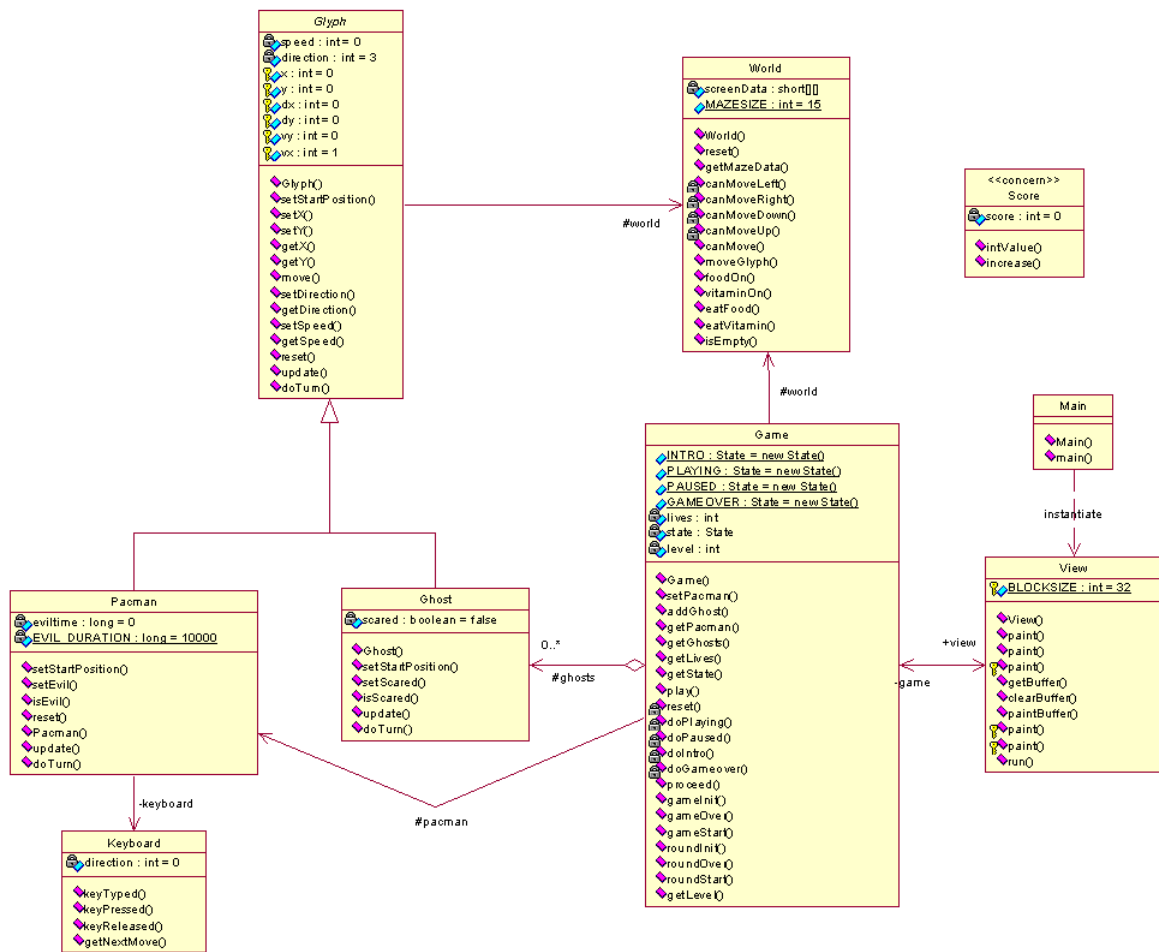 Glyph
speed : int = 0
direction : int = 3
x : int = 0
y : int = 0
dx : int = 0
dy : int = 0
vy : int = 0
vx : int = 1
Glyph()
setStartPosition()
setX()
setY()
getX()
getY()
move()
setDirection()
getDirection()
setSpeed()
getSpeed()
reset()
update()
doTurn()
#world
World
screenData : short[]
MAZESIZE : int = 15
World()
reset()
getMazeData()
canMoveLeft()
canMoveRight()
canMoveDown()
canMoveUp()
canMove()
moveGlyph()
foodOn()
vitaminOn()
eatFood()
eatVitamin()
isEmpty()
<<concern>>
Score
score : int = 0
intValue()
increase()
#world
Main
Main()
main()
instantiate
Game
INTRO : State = new State()
PLAYING : State = new State()
PAUSED : State = new State()
GAMEOVER : State = new State()
lives : int
state : State
level : int
Game()
setPacman()
addGhost()
getPacman()
getGhosts()
getLives()
getState()
play()
reset()
doPlaying()
doPaused()
doIntro()
doGameover()
proceed()
gameInit()
gameOver()
gameStart()
roundInit()
roundOver()
roundStart()
getLevel()
View
BLOCKSIZE : int = 32
View()
paint()
paint()
paint()
getBuffer()
clearBuffer()
paintBuffer()
paint()
paint()
run()
+view
-game
Pacman
eviltime : long = 0
EVIL_DURATION : long = 10000
setStartPosition()
setEvil()
isEvil()
reset()
Pacman()
update()
doTurn()
Ghost
scared : boolean = false
Ghost()
setStartPosition()
setScared()
isScared()
update()
doTurn()
0..*
#ghosts
#pacman
-keyboard
Keyboard
direction : int = 0
keyTyped()
keyPressed()
keyReleased()
getNextMove()